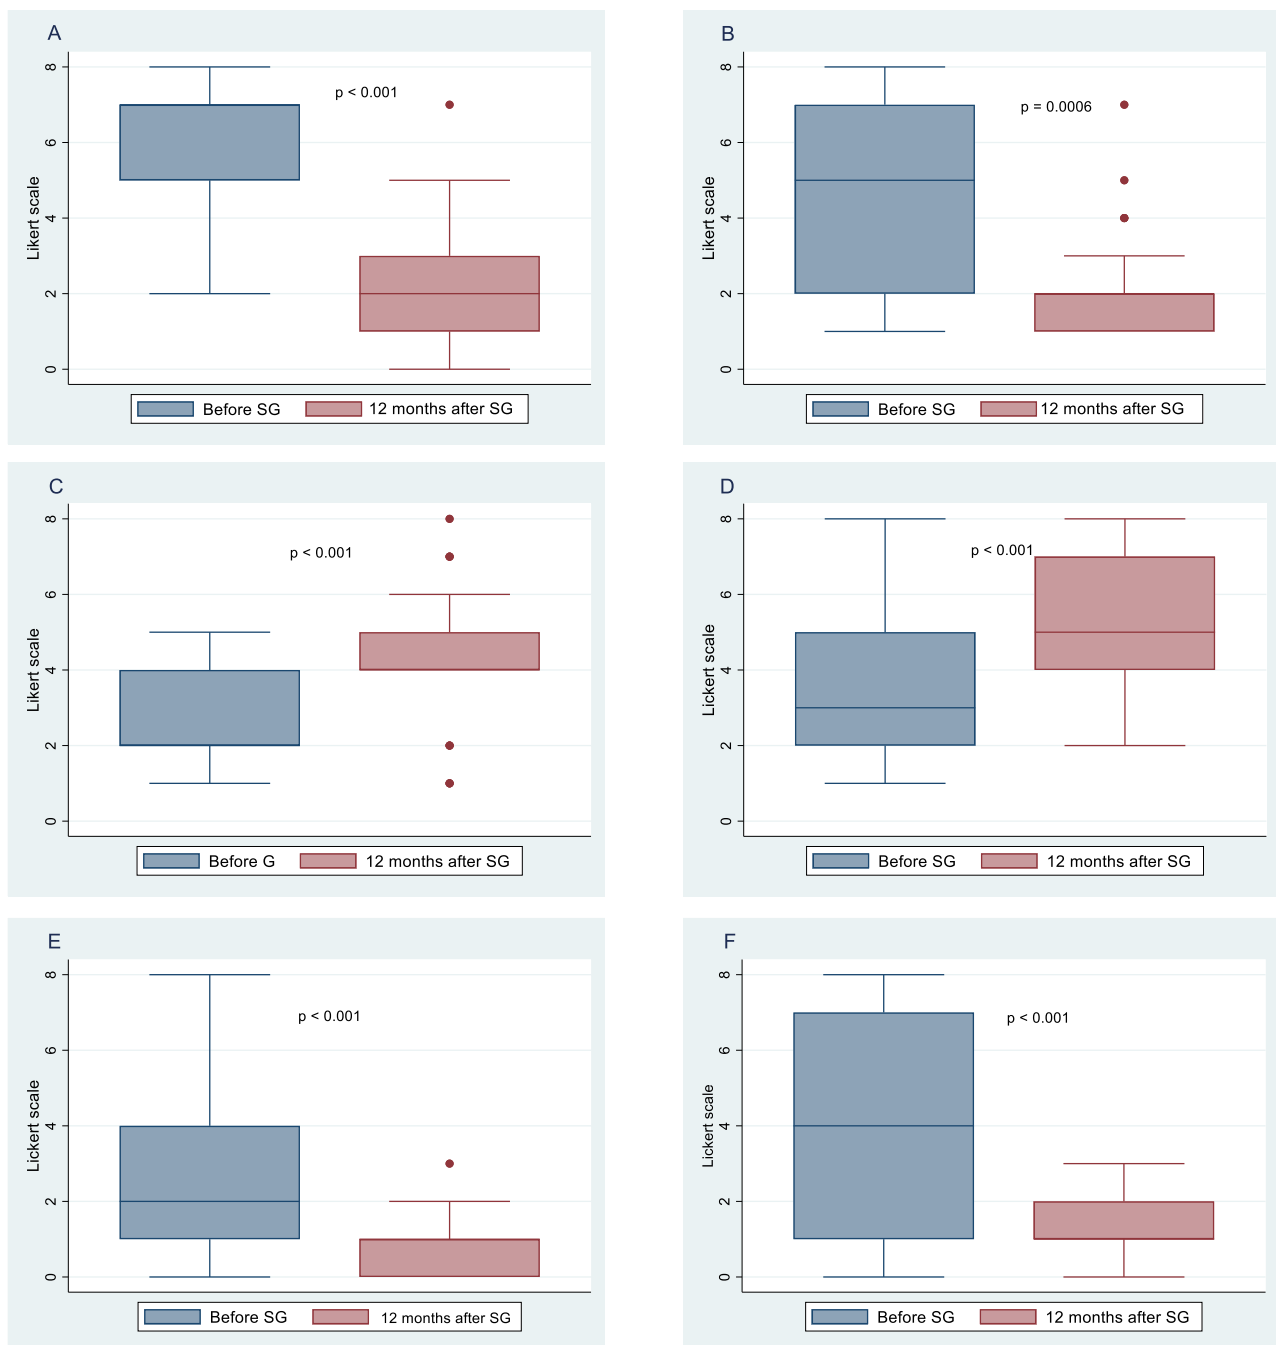 A
p < 0.001
Likert scale
8
6
4
2
0
Before SG
12 months after SG
B
p = 0.0006
Likert scale
8
6
4
2
0
Before SG
12 months after SG
C
p < 0.001
Likert scale
8
6
4
2
0
Before G
12 months after SG
D
p < 0.001
Lickert scale
8
6
4
2
0
Before SG
12 months after SG
E
p < 0.001
Lickert scale
8
6
4
2
0
Before SG
12 months after SG
F
p < 0.001
Lickert scale
8
6
4
2
0
Before SG
12 months after SG